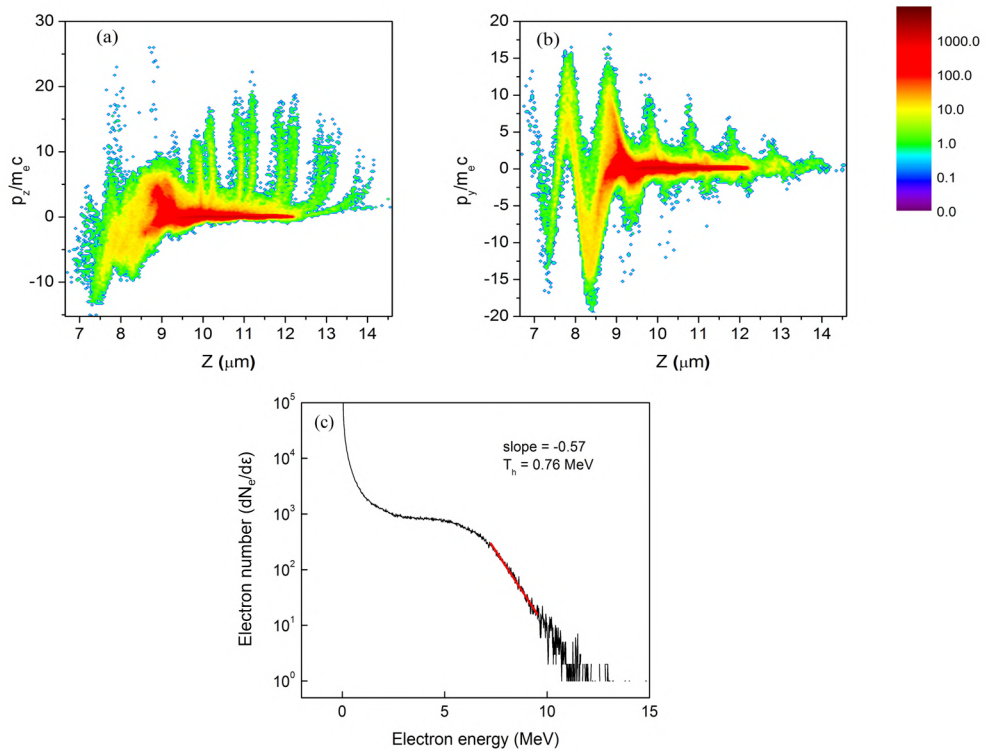 (a)
30
20
10
0
-10
p_z/m_ec
7 8 9 10 11 12 13 14
Z (μm)
(b)
20
15
10
5
0
-5
-10
-15
-20
p_y/m_ec
7 8 9 10 11 12 13 14
Z (μm)
1000.0
100.0
10.0
1.0
0.1
0.0
(c)
10^5
10^4
10^3
10^2
10^1
10^0
Electron number (dN_e/dε)
slope = -0.57
T_h = 0.76 MeV
0 5 10 15
Electron energy (MeV)